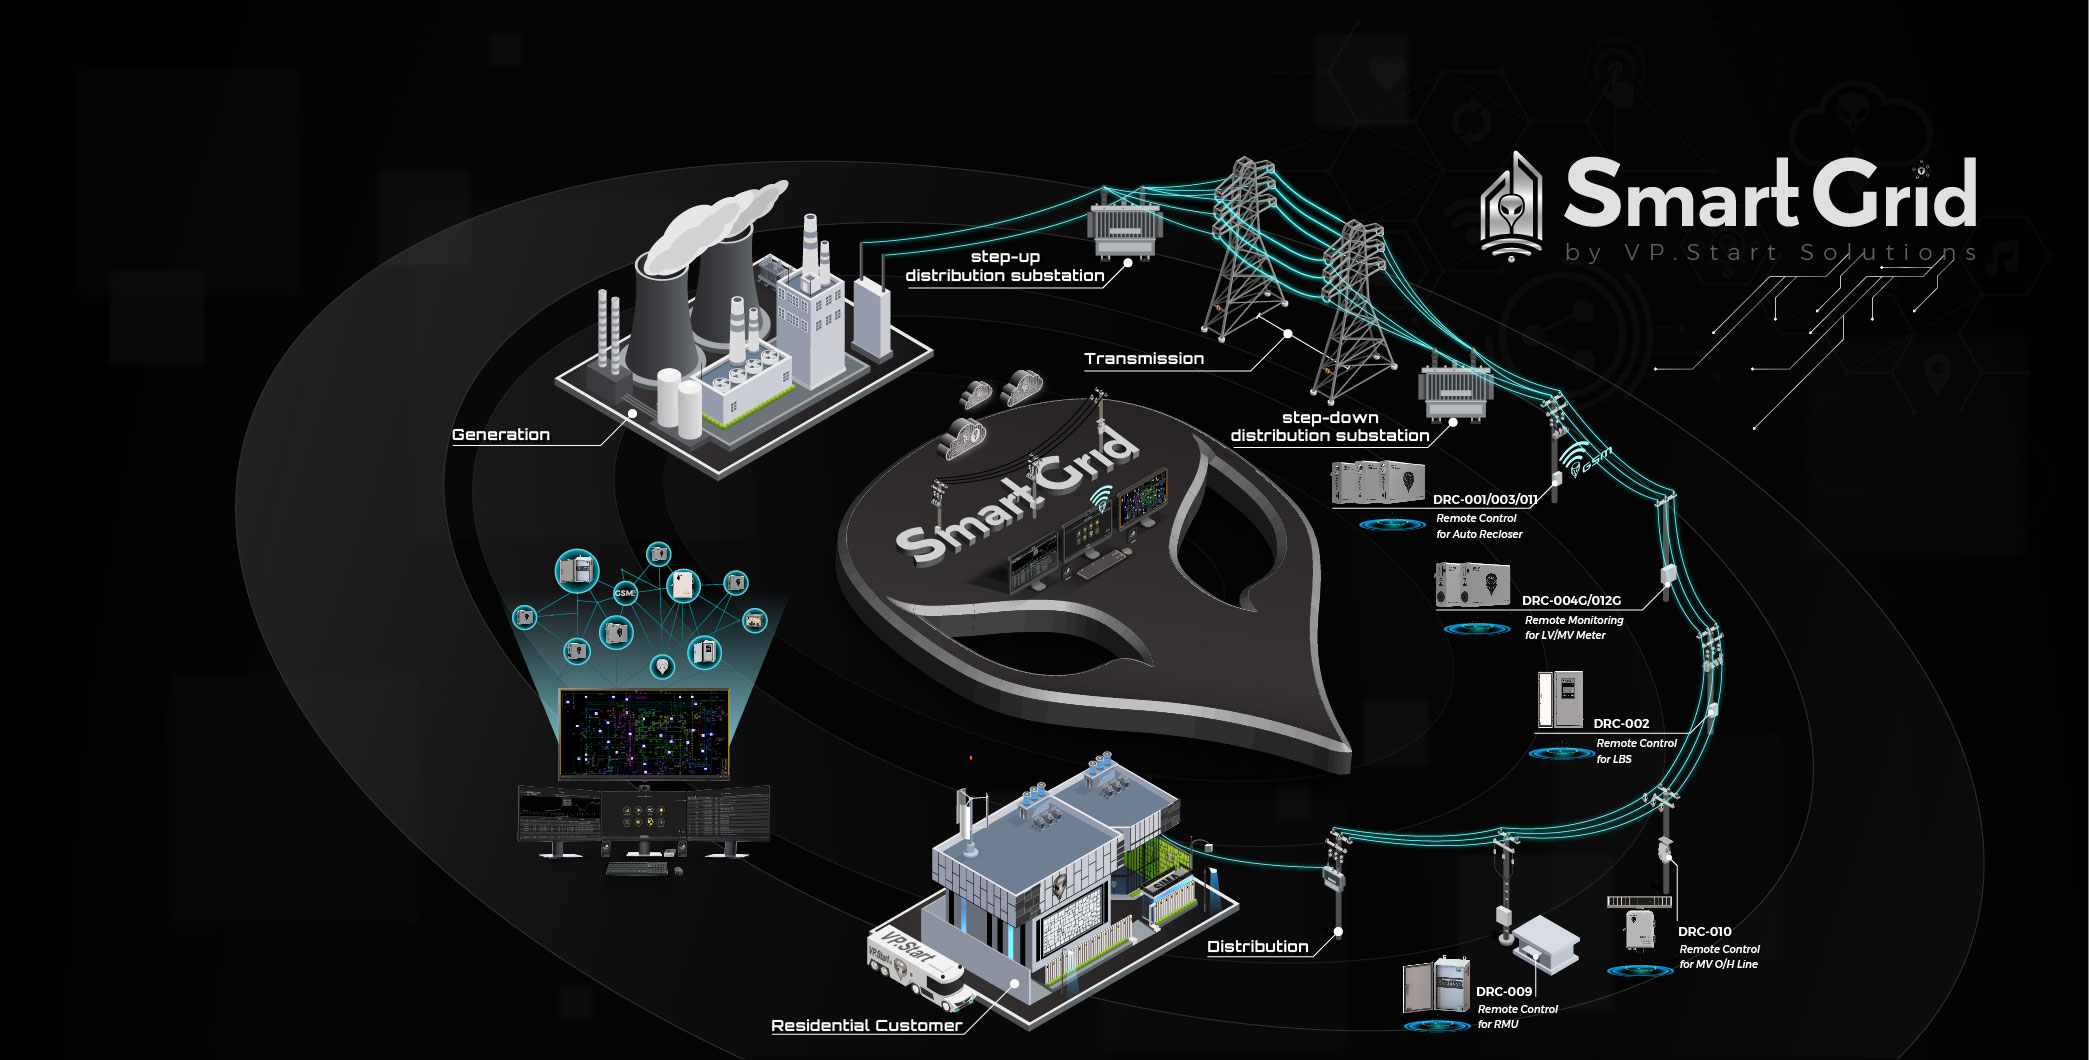 Smart Grid
by VP.Start Solutions
step-up
distribution substation
Transmission
Generation
step-down
distribution substation
GSM
Smart Grid
DRC-001/003/011
Remote Control
for Auto Recloser
DRC-004G/012G
Remote Monitoring
for LV/MV Meter
GSM
DRC-002
Remote Control
for LBS
DRC-010
Remote Control
for MV O/H Line
Distribution
DRC-009
Remote Control
for RMU
VP.Start
VP.Start
Residential Customer